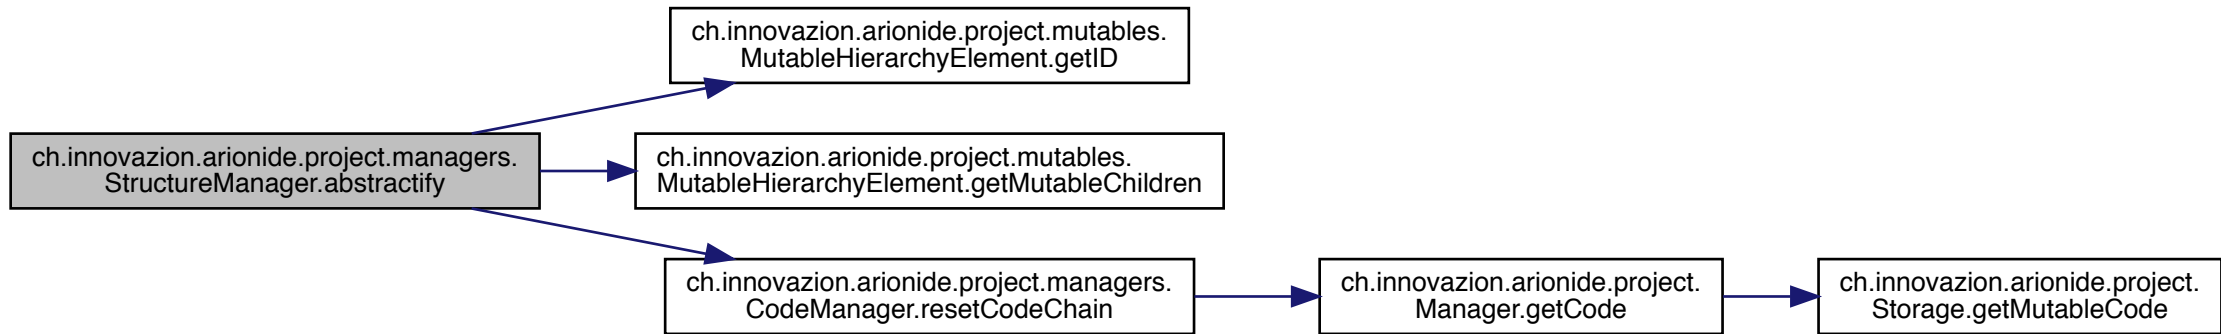 ch.innovazion.arionide.project.mutables.
MutableHierarchyElement.getID
ch.innovazion.arionide.project.managers.
StructureManager.abstractify
ch.innovazion.arionide.project.mutables.
MutableHierarchyElement.getMutableChildren
ch.innovazion.arionide.project.managers.
CodeManager.resetCodeChain
ch.innovazion.arionide.project.
Manager.getCode
ch.innovazion.arionide.project.
Storage.getMutableCode